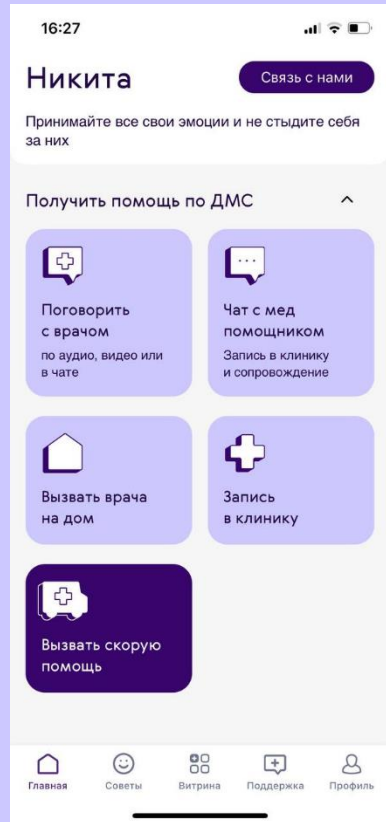 16:27
Никита
Связь с нами
Принимайте все свои эмоции и не стыдите себя
за них
Получить помощь по ДМС
Поговорить
с врачом
по аудио, видео или
в чате
Чат с мед
помощником
Запись в клинику
и сопровождение
Вызвать врача
на дом
Запись
в клинику
Вызвать скорую
помощь
Главная
Советы
Витрина
Поддержка
Профиль